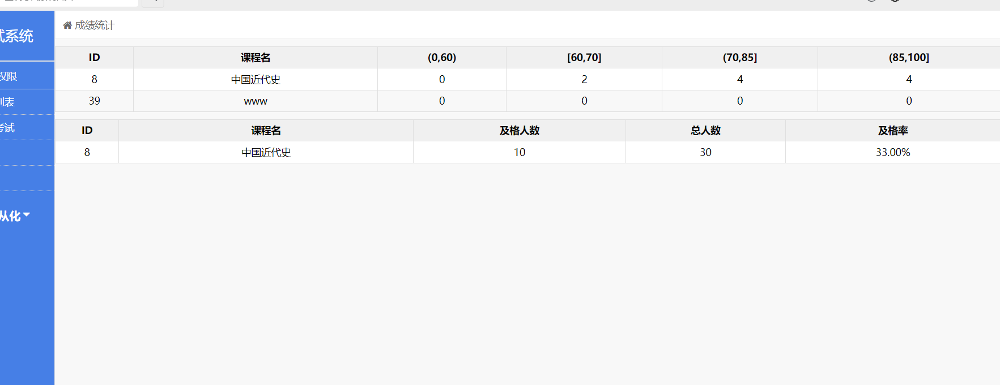 成绩统计
试系统
权限
列表
考试
从化
ID 课程名 (0,60) [60,70] (70,85] (85,100]
8 中国近代史 0 2 4 4
39 www 0 0 0 0
ID 课程名 及格人数 总人数 及格率
8 中国近代史 10 30 33.00%